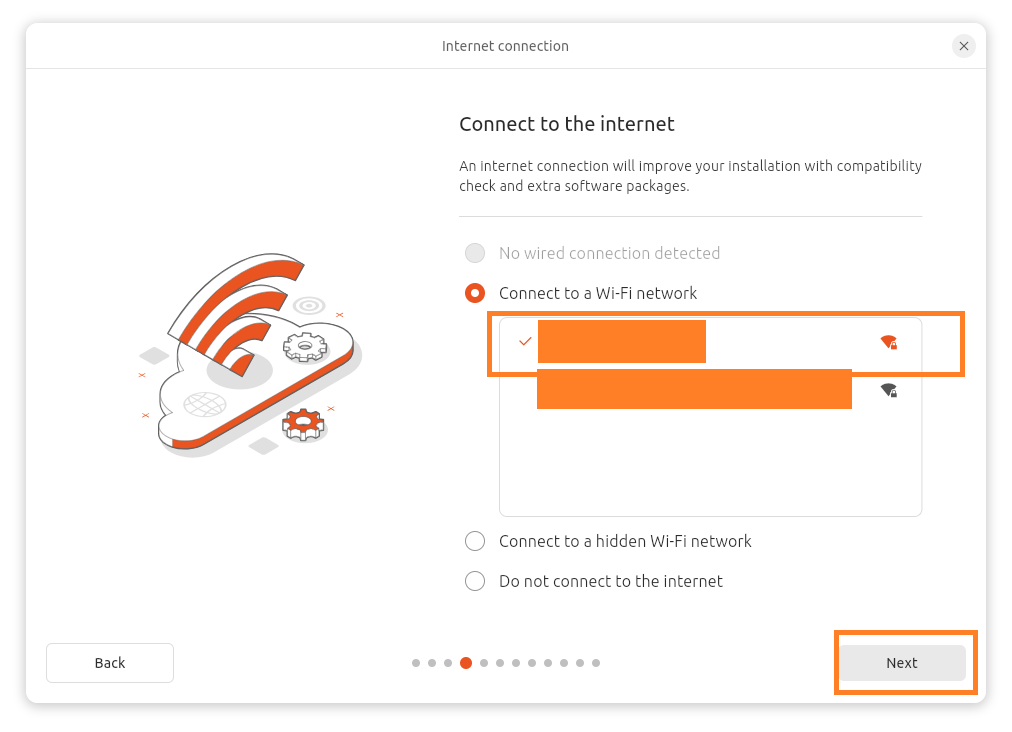 Internet connection
Connect to the internet
An internet connection will improve your installation with compatibility
check and extra software packages.
No wired connection detected
Connect to a Wi-Fi network
Connect to a hidden Wi-Fi network
Do not connect to the internet
Back
Next